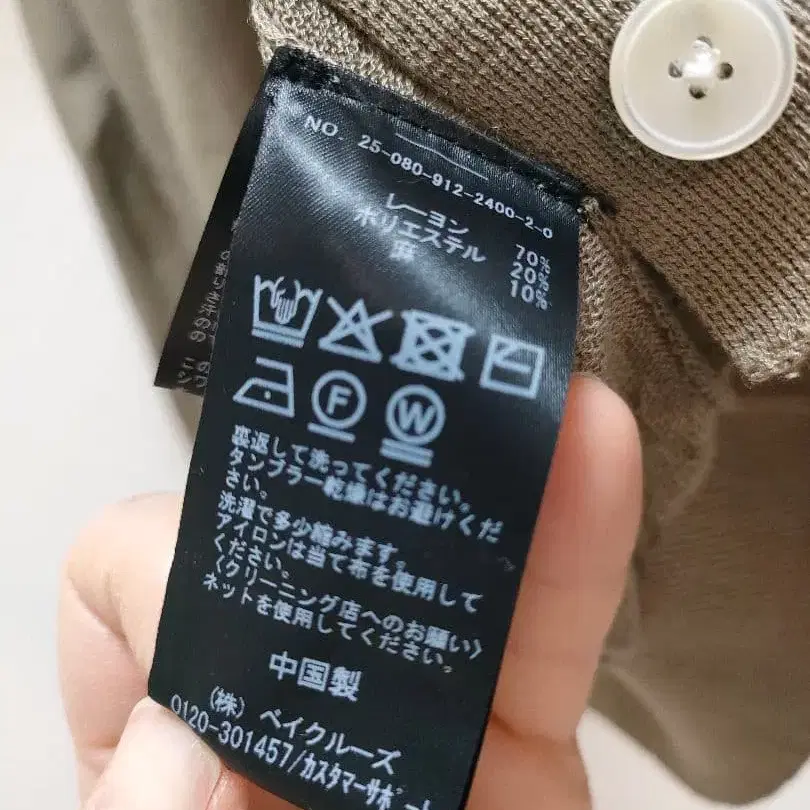 NO 25-080-912-2400-2-0
レーヨン 70%
ポリエステル 20%
麻 10%
F W
裏返して洗ってください。
タンブラー乾燥はお避けくだ
さい。
洗濯で多少縮みます。
アイロンは当て布を使用して
ください。
〈クリーニング店へのお願い〉
ネットを使用してください。
中国製
(株) ベイクルーズ
0120-301457/カスタマーサポート